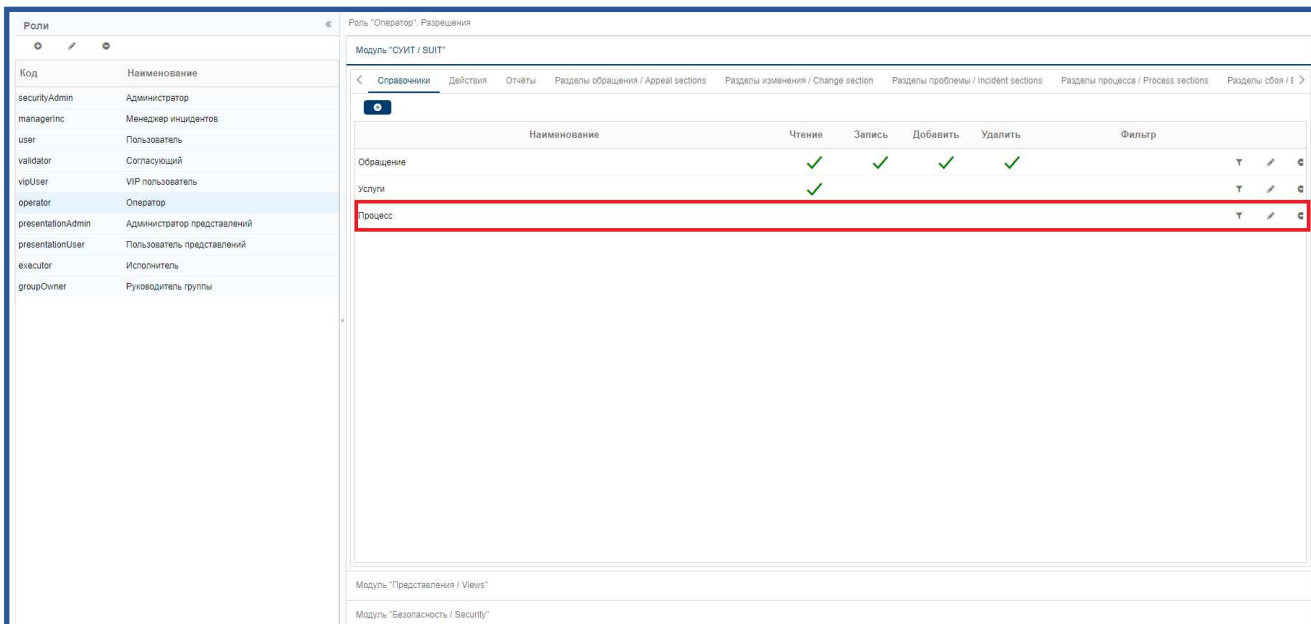 Роли
Код Наименование
securityAdmin Администратор
managerInc Менеджер инцидентов
user Пользователь
validator Согласующий
vipUser VIP пользователь
operator Оператор
presentationAdmin Администратор представлений
presentationUser Пользователь представлений
executor Исполнитель
groupOwner Руководитель группы
Роль "Оператор". Разрешения
Модуль "СУИТ / SUIT"
Справочники Действия Отчёты Разделы обращения / Appeal sections Разделы изменения / Change section Разделы проблемы / Incident sections Разделы процесса / Process sections Разделы сбоя /
Наименование Чтение Запись Добавить Удалить Фильтр
Обращение
Услуги
Процесс
Модуль "Представления / Views"
Модуль "Безопасность / Security"